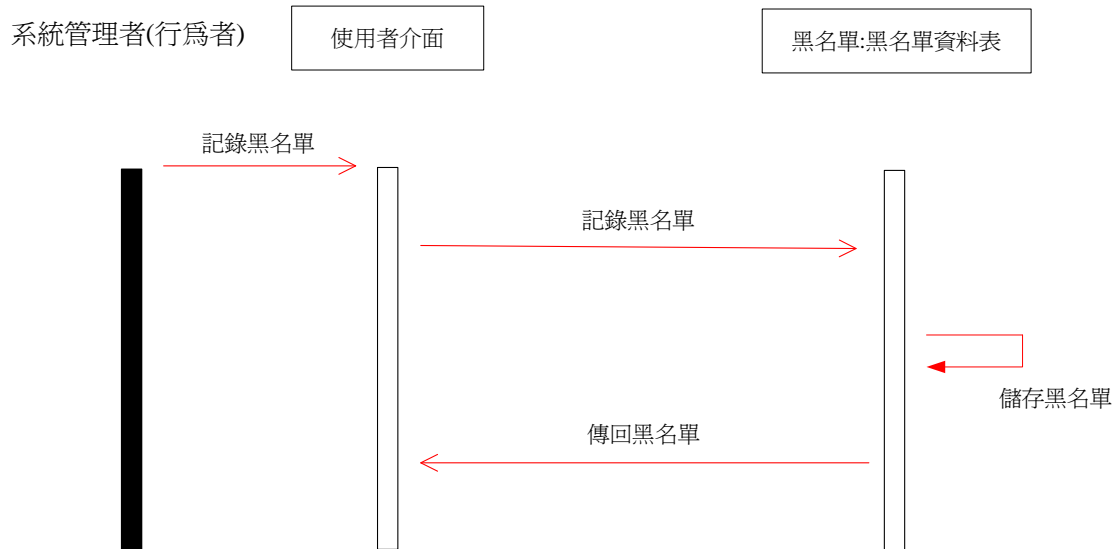 系統管理者(行為者)
使用者介面
黑名單:黑名單資料表
記錄黑名單
記錄黑名單
儲存黑名單
傳回黑名單